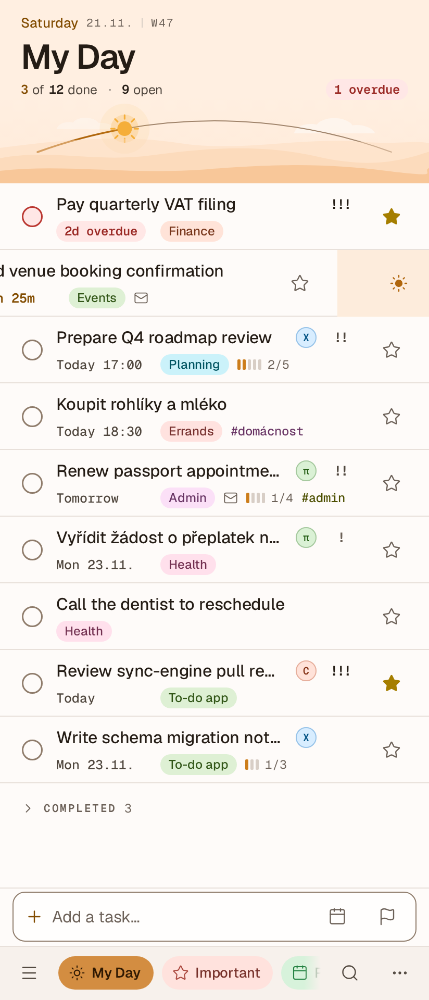 Saturday 21.11. | W47
My Day
3 of 12 done · 9 open
1 overdue
Pay quarterly VAT filing !!!
2d overdue Finance
venue booking confirmation
25m Events
Prepare Q4 roadmap review X !!
Today 17:00 Planning 2/5
Koupit rohlíky a mléko
Today 18:30 Errands #domácnost
Renew passport appointme… π !!
Tomorrow Admin 1/4 #admin
Vyřídit žádost o přeplatek n… π !
Mon 23.11. Health
Call the dentist to reschedule
Health
Review sync-engine pull re… C !!!
Today To-do app
Write schema migration not… X
Mon 23.11. To-do app 1/3
COMPLETED 3
Add a task…
My Day Important